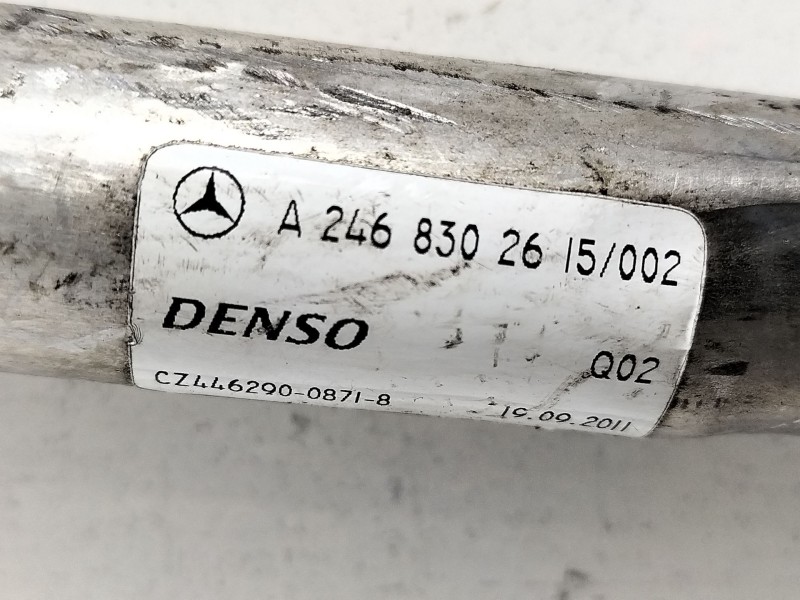 A 246 830 26 15/002
DENSO
Q02
CZ446290-0871-8
19.09.2011